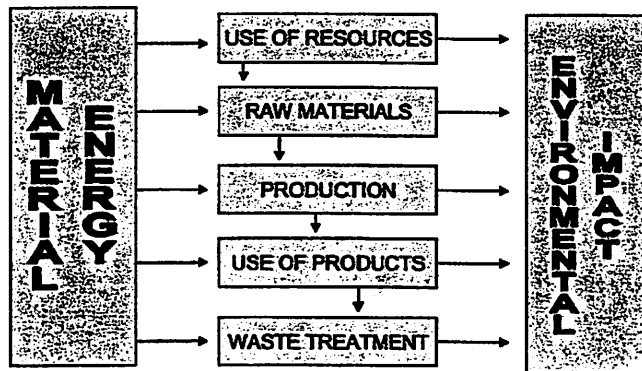 MATERIAL
ENERGY
USE OF RESOURCES
RAW MATERIALS
PRODUCTION
USE OF PRODUCTS
WASTE TREATMENT
ENVIRONMENTAL
IMPACT